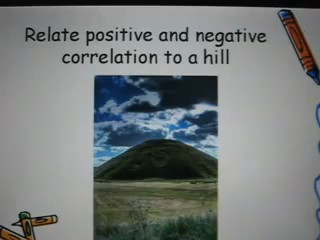 Relate positive and negative
correlation to a hill